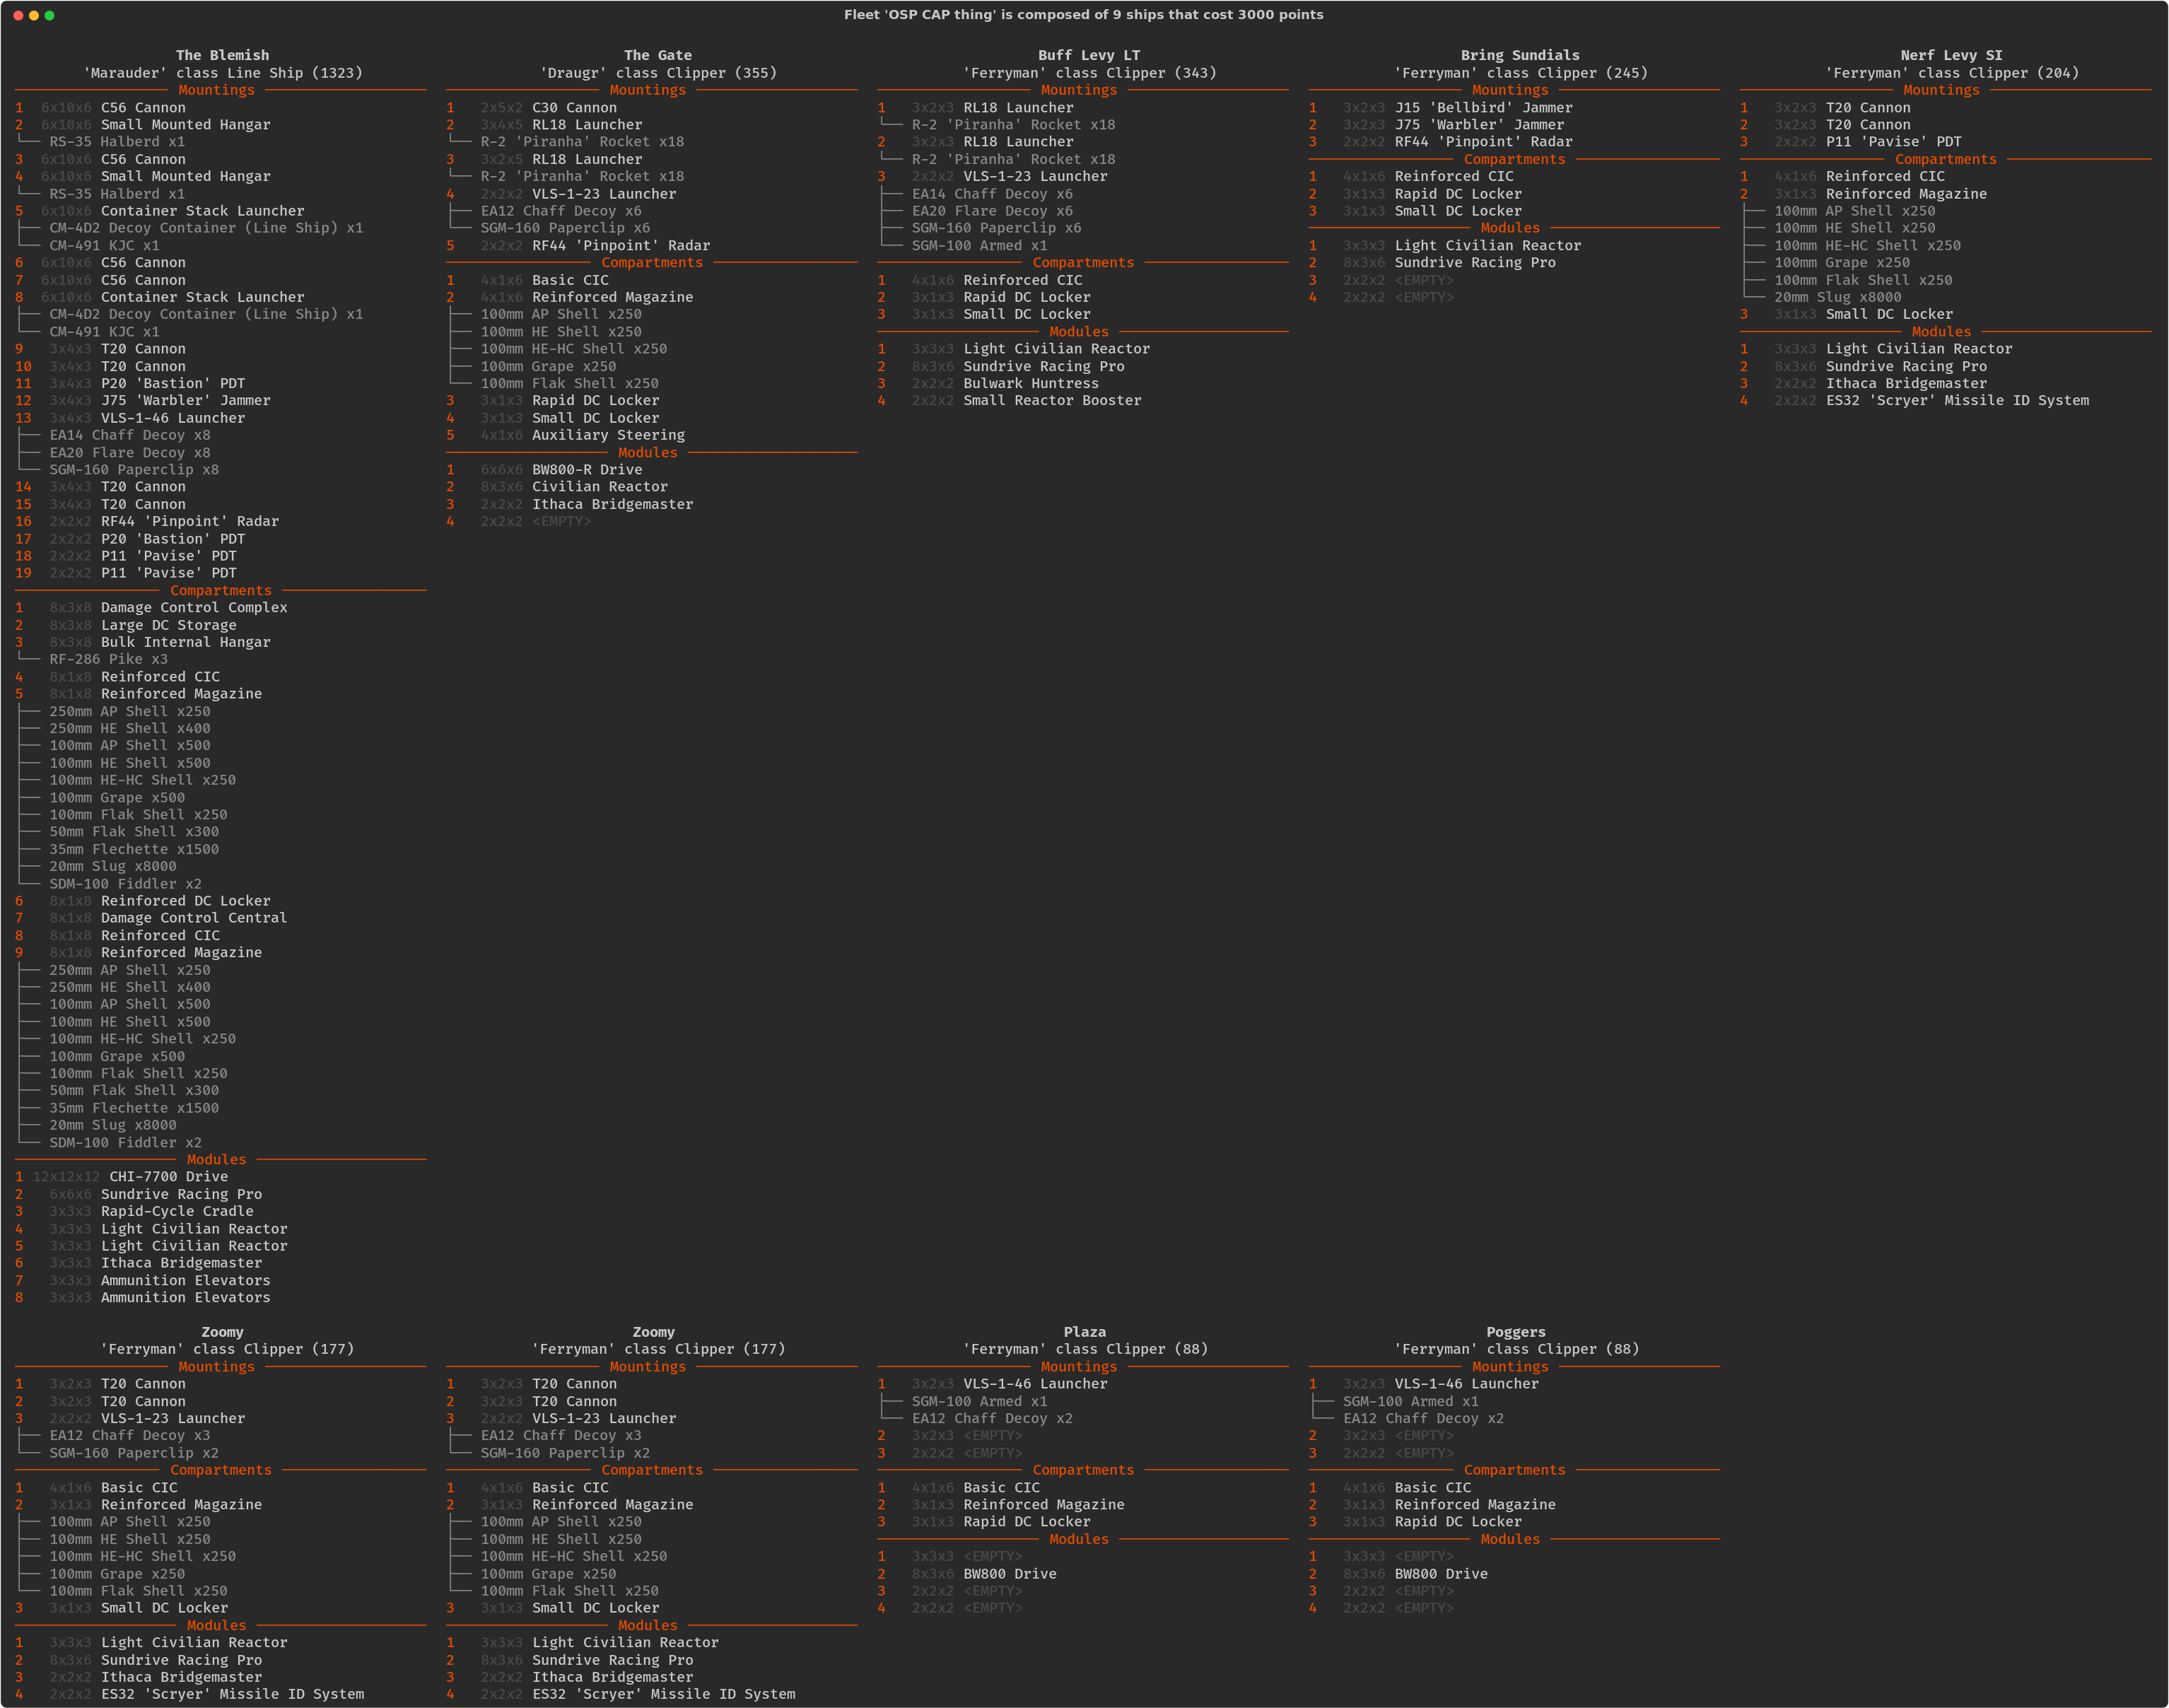 Fleet 'OSP CAP thing' is composed of 9 ships that cost 3000 points
The Blemish
'Marauder' class Line Ship (1323)
Mountings
1 6x10x6 C56 Cannon
2 6x10x6 Small Mounted Hangar
RS-35 Halberd x1
3 6x10x6 C56 Cannon
4 6x10x6 Small Mounted Hangar
RS-35 Halberd x1
5 6x10x6 Container Stack Launcher
CM-4D2 Decoy Container (Line Ship) x1
CM-491 KJC x1
6 6x10x6 C56 Cannon
7 6x10x6 C56 Cannon
8 6x10x6 Container Stack Launcher
CM-4D2 Decoy Container (Line Ship) x1
CM-491 KJC x1
9 3x4x3 T20 Cannon
10 3x4x3 T20 Cannon
11 3x4x3 P20 'Bastion' PDT
12 3x4x3 J75 'Warbler' Jammer
13 3x4x3 VLS-1-46 Launcher
EA14 Chaff Decoy x8
EA20 Flare Decoy x8
SGM-160 Paperclip x8
14 3x4x3 T20 Cannon
15 3x4x3 T20 Cannon
16 2x2x2 RF44 'Pinpoint' Radar
17 2x2x2 P20 'Bastion' PDT
18 2x2x2 P11 'Pavise' PDT
19 2x2x2 P11 'Pavise' PDT
Compartments
1 8x3x8 Damage Control Complex
2 8x3x8 Large DC Storage
3 8x3x8 Bulk Internal Hangar
RF-286 Pike x3
4 8x1x8 Reinforced CIC
5 8x1x8 Reinforced Magazine
250mm AP Shell x250
250mm HE Shell x400
100mm AP Shell x500
100mm HE Shell x500
100mm HE-HC Shell x250
100mm Grape x500
100mm Flak Shell x250
50mm Flak Shell x300
35mm Flechette x1500
20mm Slug x8000
SDM-100 Fiddler x2
6 8x1x8 Reinforced DC Locker
7 8x1x8 Damage Control Central
8 8x1x8 Reinforced CIC
9 8x1x8 Reinforced Magazine
250mm AP Shell x250
250mm HE Shell x400
100mm AP Shell x500
100mm HE Shell x500
100mm HE-HC Shell x250
100mm Grape x500
100mm Flak Shell x250
50mm Flak Shell x300
35mm Flechette x1500
20mm Slug x8000
SDM-100 Fiddler x2
Modules
1 12x12x12 CHI-7700 Drive
2 6x6x6 Sundrive Racing Pro
3 3x3x3 Rapid-Cycle Cradle
4 3x3x3 Light Civilian Reactor
5 3x3x3 Light Civilian Reactor
6 3x3x3 Ithaca Bridgemaster
7 3x3x3 Ammunition Elevators
8 3x3x3 Ammunition Elevators
The Gate
'Draugr' class Clipper (355)
Mountings
1 2x5x2 C30 Cannon
2 3x4x5 RL18 Launcher
R-2 'Piranha' Rocket x18
3 3x2x5 RL18 Launcher
R-2 'Piranha' Rocket x18
4 2x2x2 VLS-1-23 Launcher
EA12 Chaff Decoy x6
SGM-160 Paperclip x6
5 2x2x2 RF44 'Pinpoint' Radar
Compartments
1 4x1x6 Basic CIC
2 4x1x6 Reinforced Magazine
100mm AP Shell x250
100mm HE Shell x250
100mm HE-HC Shell x250
100mm Grape x250
100mm Flak Shell x250
3 3x1x3 Rapid DC Locker
4 3x1x3 Small DC Locker
5 4x1x6 Auxiliary Steering
Modules
1 6x6x6 BW800-R Drive
2 8x3x6 Civilian Reactor
3 2x2x2 Ithaca Bridgemaster
4 2x2x2 <EMPTY>
Buff Levy LT
'Ferryman' class Clipper (343)
Mountings
1 3x2x3 RL18 Launcher
R-2 'Piranha' Rocket x18
2 3x2x3 RL18 Launcher
R-2 'Piranha' Rocket x18
3 2x2x2 VLS-1-23 Launcher
EA14 Chaff Decoy x6
EA20 Flare Decoy x6
SGM-160 Paperclip x6
SGM-100 Armed x1
Compartments
1 4x1x6 Reinforced CIC
2 3x1x3 Rapid DC Locker
3 3x1x3 Small DC Locker
Modules
1 3x3x3 Light Civilian Reactor
2 8x3x6 Sundrive Racing Pro
3 2x2x2 Bulwark Huntress
4 2x2x2 Small Reactor Booster
Bring Sundials
'Ferryman' class Clipper (245)
Mountings
1 3x2x3 J15 'Bellbird' Jammer
2 3x2x3 J75 'Warbler' Jammer
3 2x2x2 RF44 'Pinpoint' Radar
Compartments
1 4x1x6 Reinforced CIC
2 3x1x3 Rapid DC Locker
3 3x1x3 Small DC Locker
Modules
1 3x3x3 Light Civilian Reactor
2 8x3x6 Sundrive Racing Pro
3 2x2x2 <EMPTY>
4 2x2x2 <EMPTY>
Nerf Levy SI
'Ferryman' class Clipper (204)
Mountings
1 3x2x3 T20 Cannon
2 3x2x3 T20 Cannon
3 2x2x2 P11 'Pavise' PDT
Compartments
1 4x1x6 Reinforced CIC
2 3x1x3 Reinforced Magazine
100mm AP Shell x250
100mm HE Shell x250
100mm HE-HC Shell x250
100mm Grape x250
100mm Flak Shell x250
20mm Slug x8000
3 3x1x3 Small DC Locker
Modules
1 3x3x3 Light Civilian Reactor
2 8x3x6 Sundrive Racing Pro
3 2x2x2 Ithaca Bridgemaster
4 2x2x2 ES32 'Scryer' Missile ID System
Zoomy
'Ferryman' class Clipper (177)
Mountings
1 3x2x3 T20 Cannon
2 3x2x3 T20 Cannon
3 2x2x2 VLS-1-23 Launcher
EA12 Chaff Decoy x3
SGM-160 Paperclip x2
Compartments
1 4x1x6 Basic CIC
2 3x1x3 Reinforced Magazine
100mm AP Shell x250
100mm HE Shell x250
100mm HE-HC Shell x250
100mm Grape x250
100mm Flak Shell x250
3 3x1x3 Small DC Locker
Modules
1 3x3x3 Light Civilian Reactor
2 8x3x6 Sundrive Racing Pro
3 2x2x2 Ithaca Bridgemaster
4 2x2x2 ES32 'Scryer' Missile ID System
Zoomy
'Ferryman' class Clipper (177)
Mountings
1 3x2x3 T20 Cannon
2 3x2x3 T20 Cannon
3 2x2x2 VLS-1-23 Launcher
EA12 Chaff Decoy x3
SGM-160 Paperclip x2
Compartments
1 4x1x6 Basic CIC
2 3x1x3 Reinforced Magazine
100mm AP Shell x250
100mm HE Shell x250
100mm HE-HC Shell x250
100mm Grape x250
100mm Flak Shell x250
3 3x1x3 Small DC Locker
Modules
1 3x3x3 Light Civilian Reactor
2 8x3x6 Sundrive Racing Pro
3 2x2x2 Ithaca Bridgemaster
4 2x2x2 ES32 'Scryer' Missile ID System
Plaza
'Ferryman' class Clipper (88)
Mountings
1 3x2x3 VLS-1-46 Launcher
SGM-100 Armed x1
EA12 Chaff Decoy x2
2 3x2x3 <EMPTY>
3 2x2x2 <EMPTY>
Compartments
1 4x1x6 Basic CIC
2 3x1x3 Reinforced Magazine
3 3x1x3 Rapid DC Locker
Modules
1 3x3x3 <EMPTY>
2 8x3x6 BW800 Drive
3 2x2x2 <EMPTY>
4 2x2x2 <EMPTY>
Poggers
'Ferryman' class Clipper (88)
Mountings
1 3x2x3 VLS-1-46 Launcher
SGM-100 Armed x1
EA12 Chaff Decoy x2
2 3x2x3 <EMPTY>
3 2x2x2 <EMPTY>
Compartments
1 4x1x6 Basic CIC
2 3x1x3 Reinforced Magazine
3 3x1x3 Rapid DC Locker
Modules
1 3x3x3 <EMPTY>
2 8x3x6 BW800 Drive
3 2x2x2 <EMPTY>
4 2x2x2 <EMPTY>